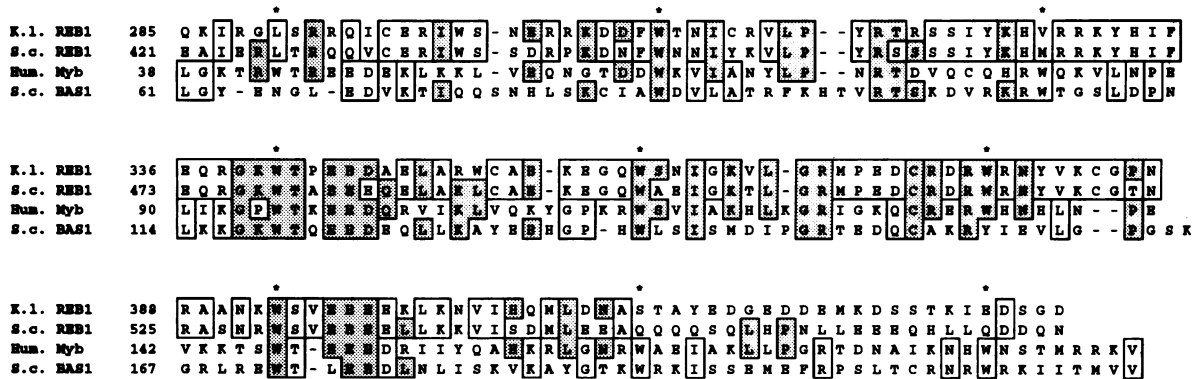 * * *
K.l. REB1 285 Q K I R G L S R R Q I C E R I W S - N E R R K D D F W T N I C R V L P - - Y R T R S S I Y K H V R R K Y H I F
S.c. REB1 421 E A I E R L T R Q Q V C E R I W S - S D R P K D N F W N N I Y K V L P - - Y R S S S S I Y K H M R R K Y H I F
Hum. Myb 38 L G K T R W T R E E D E K L K K L - V E Q N G T D D W K V I A N Y L P - - N R T D V Q C Q H R W Q K V L N P E
S.c. BAS1 61 L G Y - E N G L - E D V K T I Q Q S N H L S K C I A W D V L A T R F K H T V R T S K D V R K R W T G S L D P N
* * *
K.l. REB1 336 E Q R G K W T P E E D A E L A R W C A E - K E G Q W S N I G K V L - G R M P E D C R D R W R N Y V K C G P N
S.c. REB1 473 E Q R G K W T A E E E Q E L A K L C A E - K E G Q W A E I G K T L - G R M P E D C R D R W R N Y V K C G T N
Hum. Myb 90 L I K G P W T K E E D Q R V I K L V Q K Y G P K R W S V I A K H L K G R I G K Q C R E R W H N H L N - - P E
S.c. BAS1 114 L K K G K W T Q E E D E Q L L K A Y E E H G P - H W L S I S M D I P G R T E D Q C A K R Y I E V L G - - P G S K
* * *
K.l. REB1 388 R A A N K W S V E E E E K L K N V I H Q M L D N A S T A Y E D G E D D E M K D S S T K I E D S G D
S.c. REB1 525 R A S N R W S V E E E E L L K K V I S D M L E E A Q Q Q Q S Q L H P N L L E E E Q H L L Q D D Q N
Hum. Myb 142 V K K T S W T - E E E D R I I Y Q A H K R L G N R W A E I A K L L P G R T D N A I K N H W N S T M R R K V
S.c. BAS1 167 G R L R E W T - L E E D L N L I S K V K A Y G T K W R K I S S E M E F R P S L T C R N R W R K I I T M V V